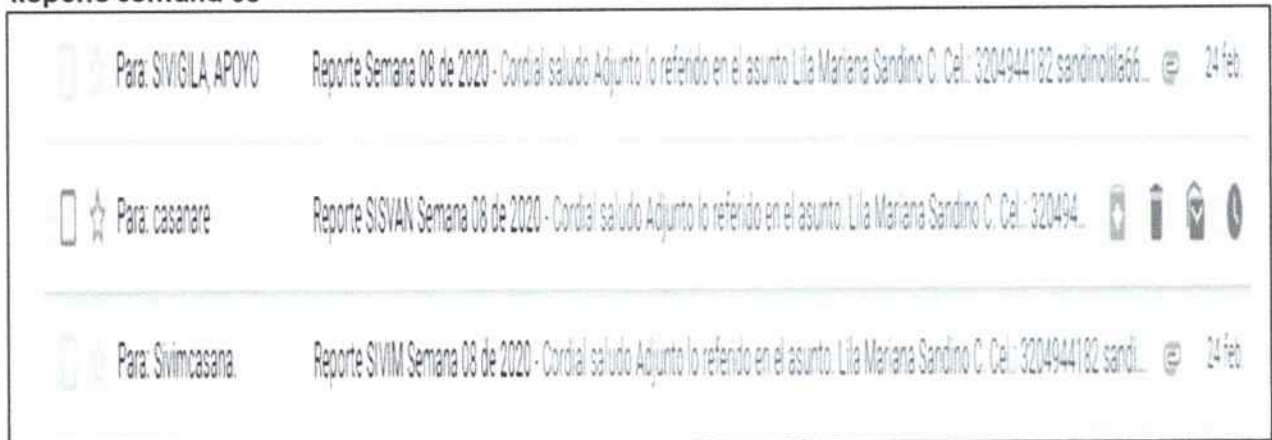 Reporte semana 08
Para: SIVIGILA, APOYO Reporte Semana 08 de 2020 - Cordial saludo Adjunto lo referido en el asunto Lila Mariana Sandino C. Cel.: 3204944182 sandinolila66... 24 feb.
Para: casanare Reporte SISVAN Semana 08 de 2020 - Cordial saludo Adjunto lo referido en el asunto. Lila Mariana Sandino C. Cel.: 320494...
Para: Sivimcasana. Reporte SIVIM Semana 08 de 2020 - Cordial saludo Adjunto lo referido en el asunto. Lila Mariana Sandino C. Cel.: 3204944182 sandi... 24 feb.